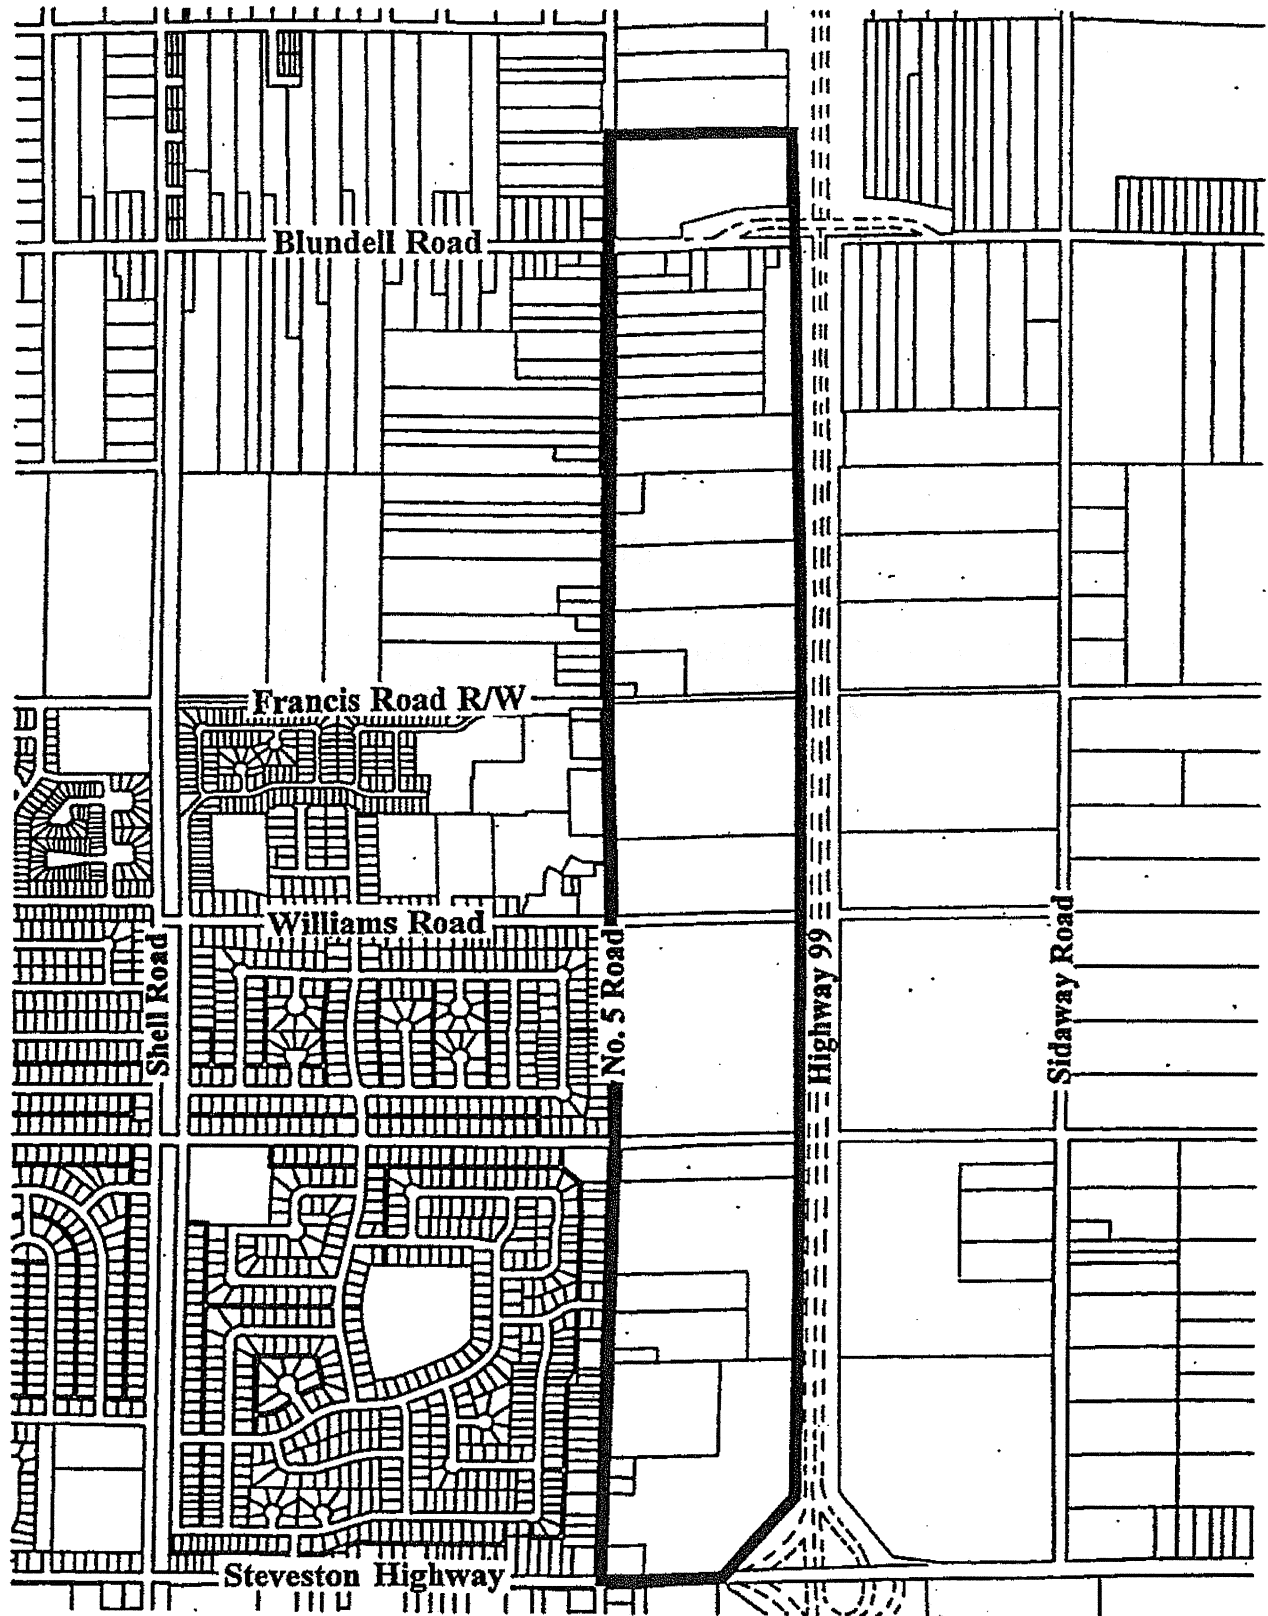 Blundell Road
Francis Road R/W
Williams Road
Shell Road
No. 5 Road
Highway 99
Sidaway Road
Steveston Highway